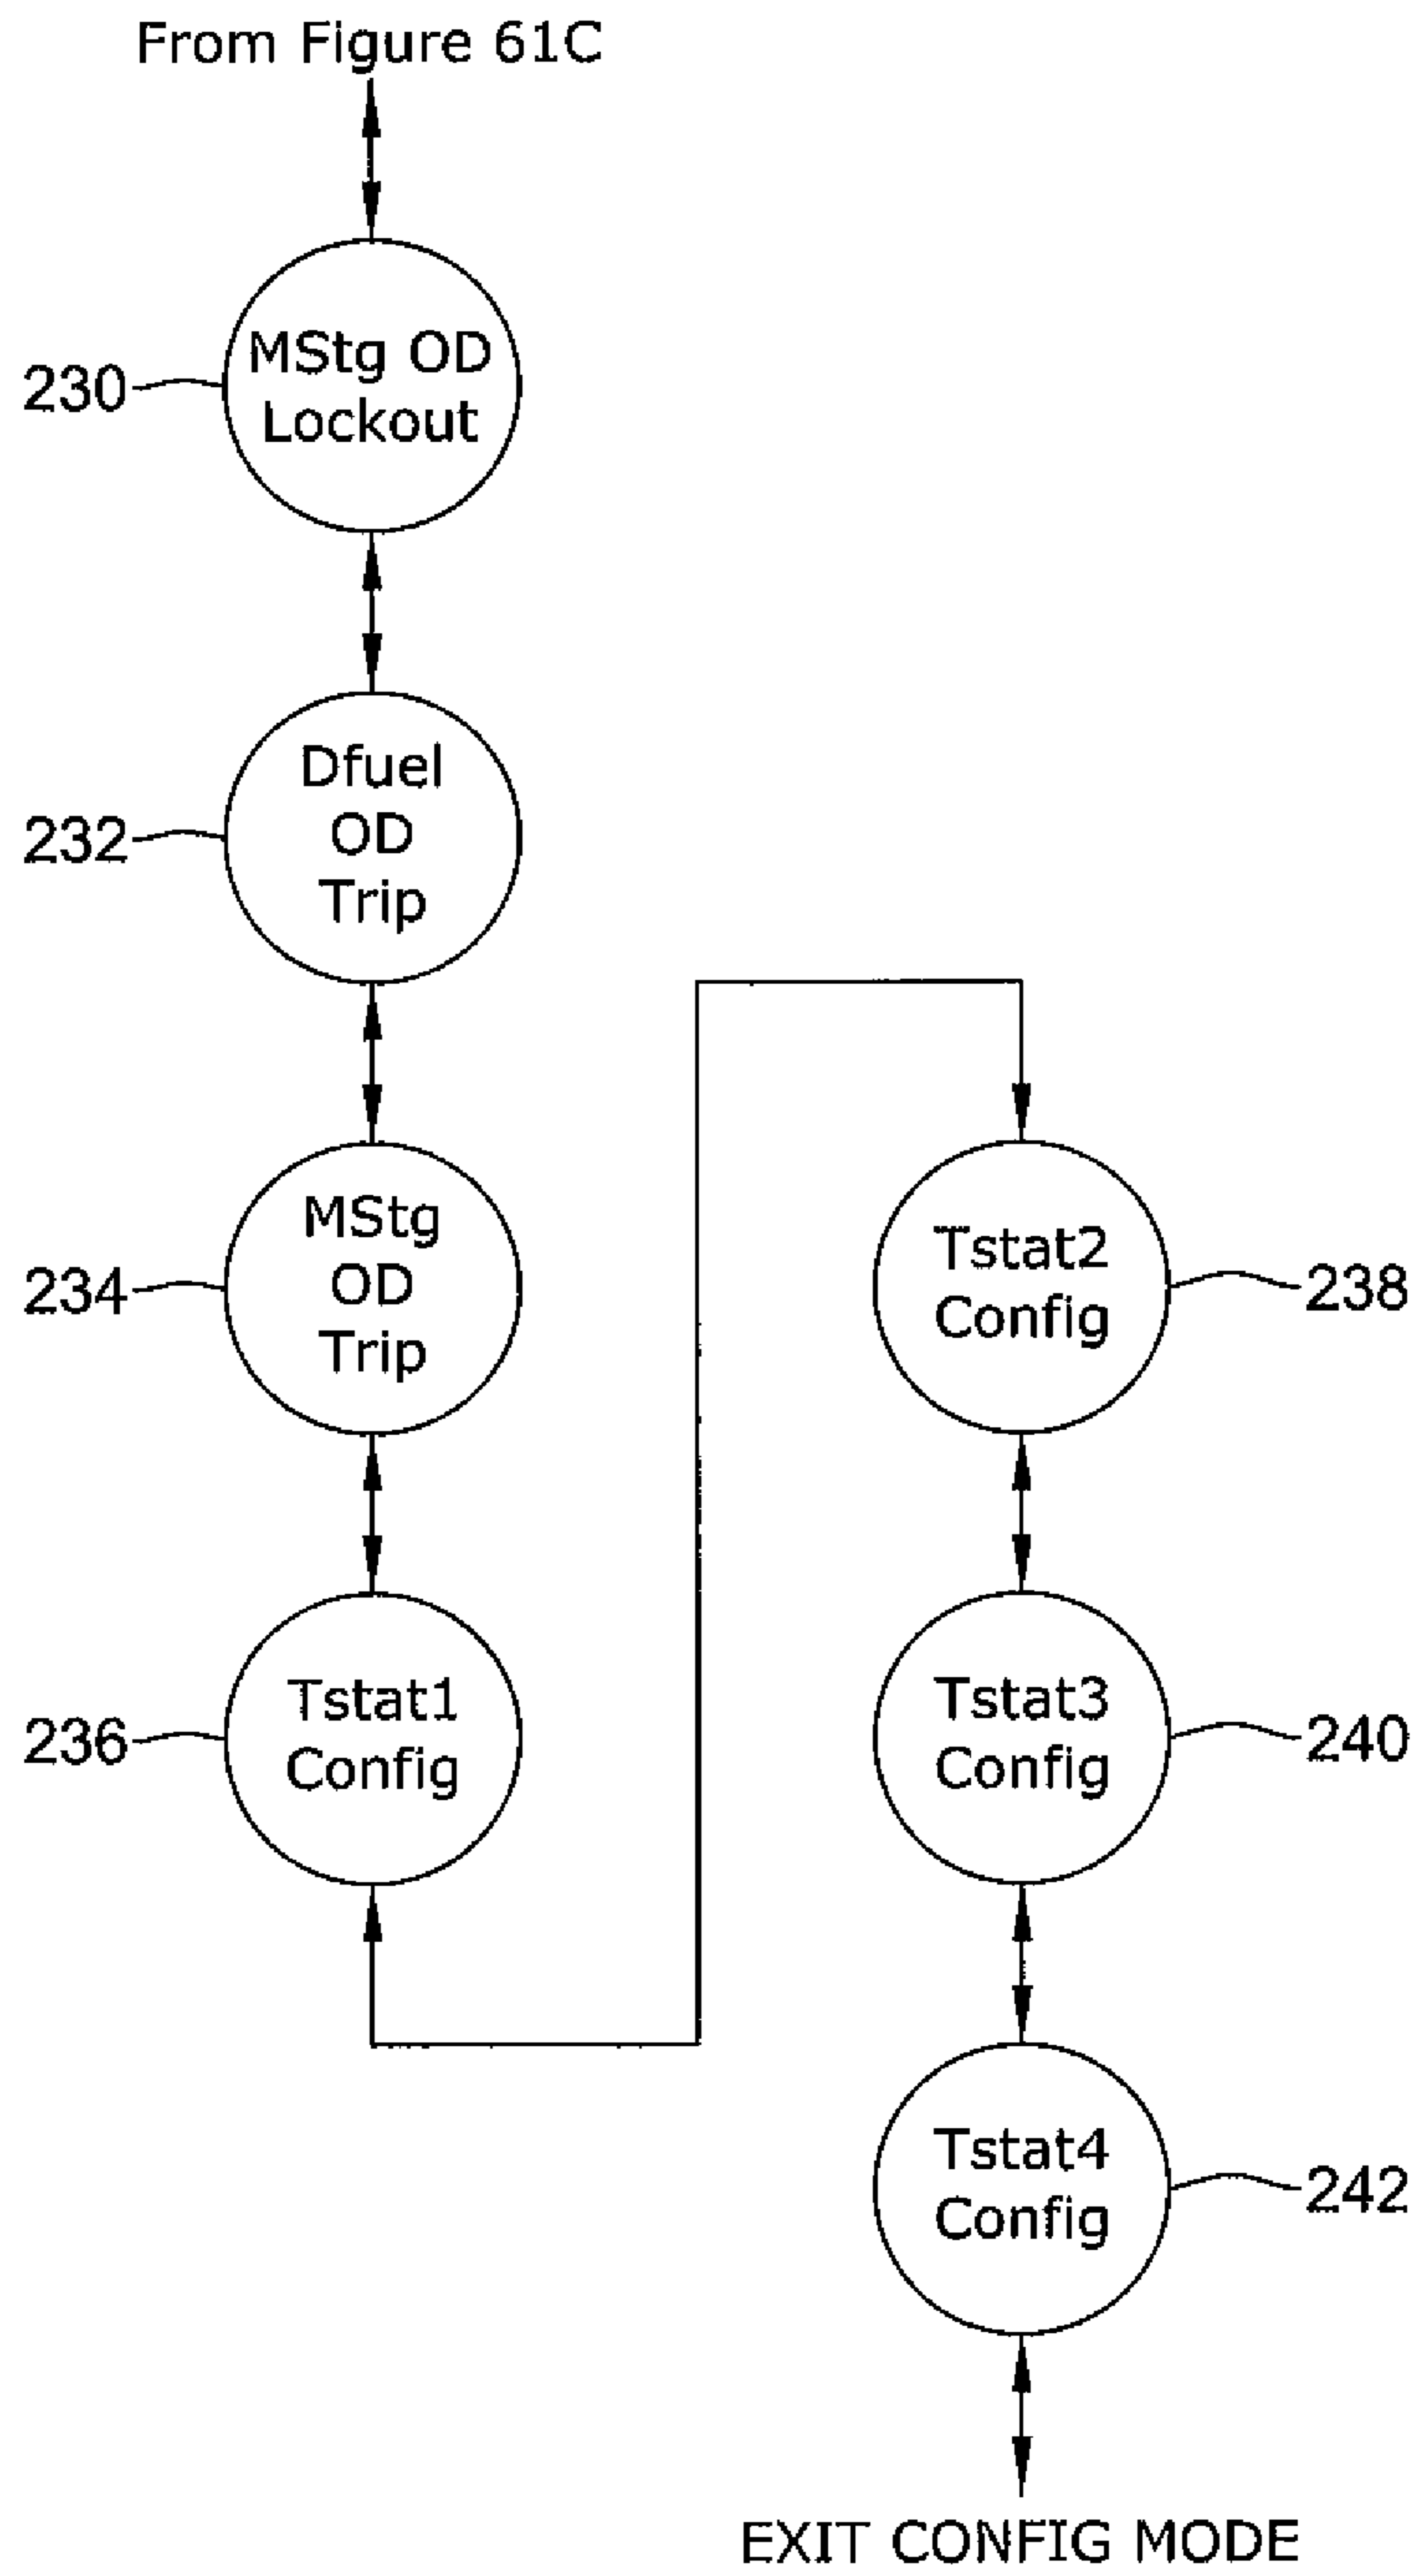 From Figure 61C
MStg OD
Lockout
230
Dfuel
OD
Trip
232
MStg
OD
Trip
234
Tstat1
Config
236
Tstat2
Config
238
Tstat3
Config
240
Tstat4
Config
242
EXIT CONFIG MODE